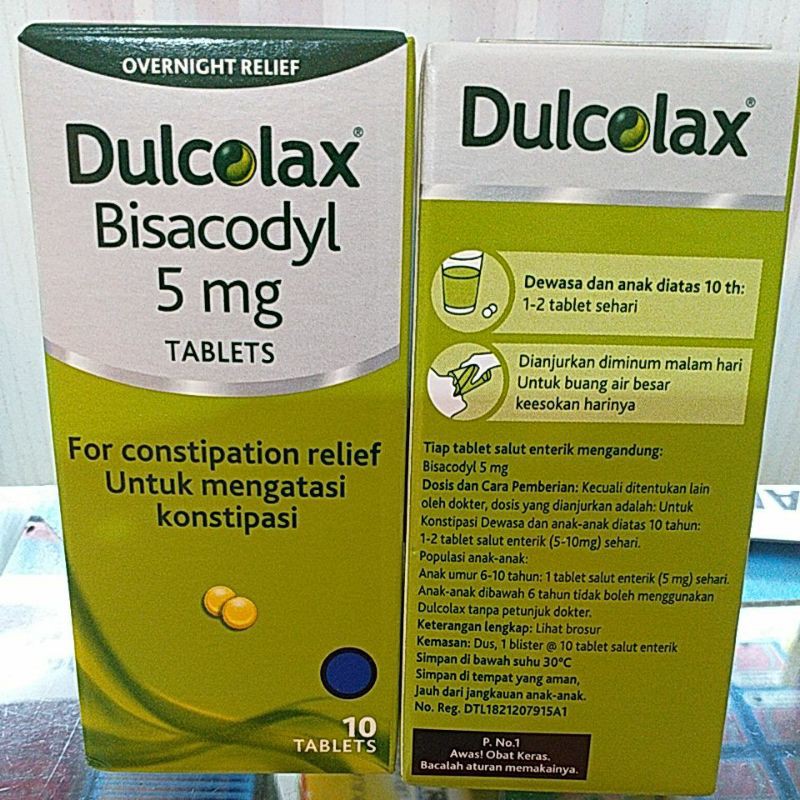 OVERNIGHT RELIEF
Dulcolax®
Bisacodyl
5 mg
TABLETS
For constipation relief
Untuk mengatasi
konstipasi
10
TABLETS
Dulcolax®
Dewasa dan anak diatas 10 th:
1-2 tablet sehari
Dianjurkan diminum malam hari
Untuk buang air besar
keesokan harinya
Tiap tablet salut enterik mengandung:
Bisacodyl 5 mg
Dosis dan Cara Pemberian: Kecuali ditentukan lain
oleh dokter, dosis yang dianjurkan adalah: Untuk
Konstipasi Dewasa dan anak-anak diatas 10 tahun:
1-2 tablet salut enterik (5-10mg) sehari.
Populasi anak-anak:
Anak umur 6-10 tahun: 1 tablet salut enterik (5 mg) sehari.
Anak-anak dibawah 6 tahun tidak boleh menggunakan
Dulcolax tanpa petunjuk dokter.
Keterangan lengkap: Lihat brosur
Kemasan: Dus, 1 blister @ 10 tablet salut enterik
Simpan di bawah suhu 30°C
Simpan di tempat yang aman,
Jauh dari jangkauan anak-anak.
No. Reg. DTL1821207915A1
P. No.1
Awas! Obat Keras.
Bacalah aturan memakainya.